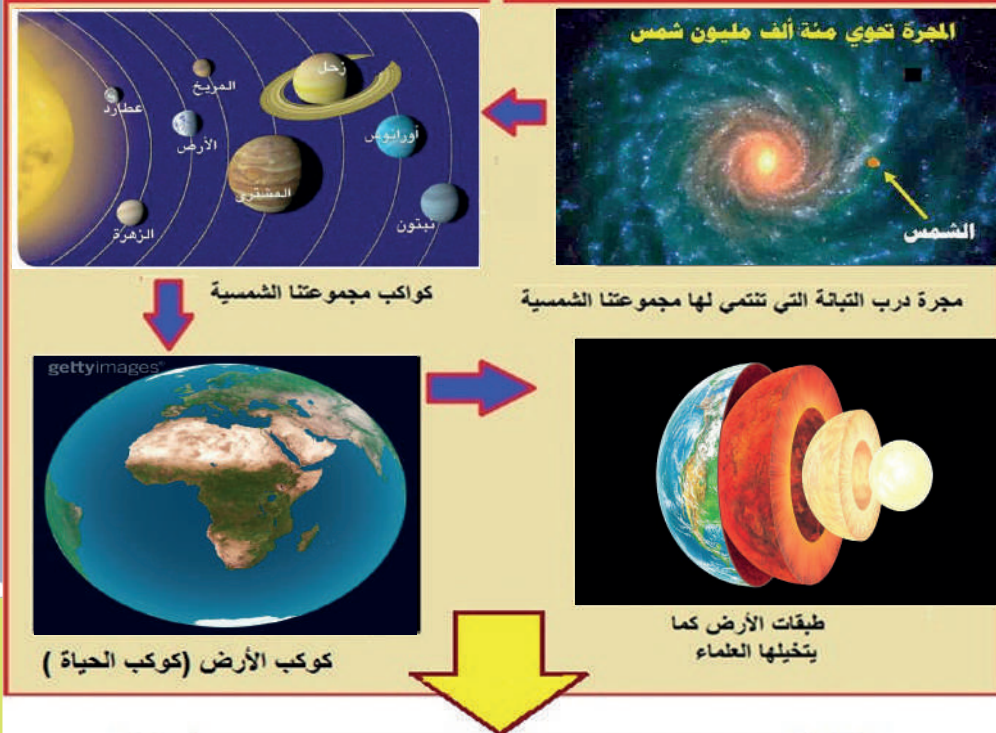 المجرة تحوي مئة ألف مليون شمس
الشمس
مجرة درب التبانة التي تنتمي لها مجموعتنا الشمسية
عطارد
المريخ
زحل
الأرض
أورانوس
المشتري
الزهرة
نبتون
كواكب مجموعتنا الشمسية
gettyimages®
كوكب الأرض (كوكب الحياة )
طبقات الأرض كما
يتخيلها العلماء